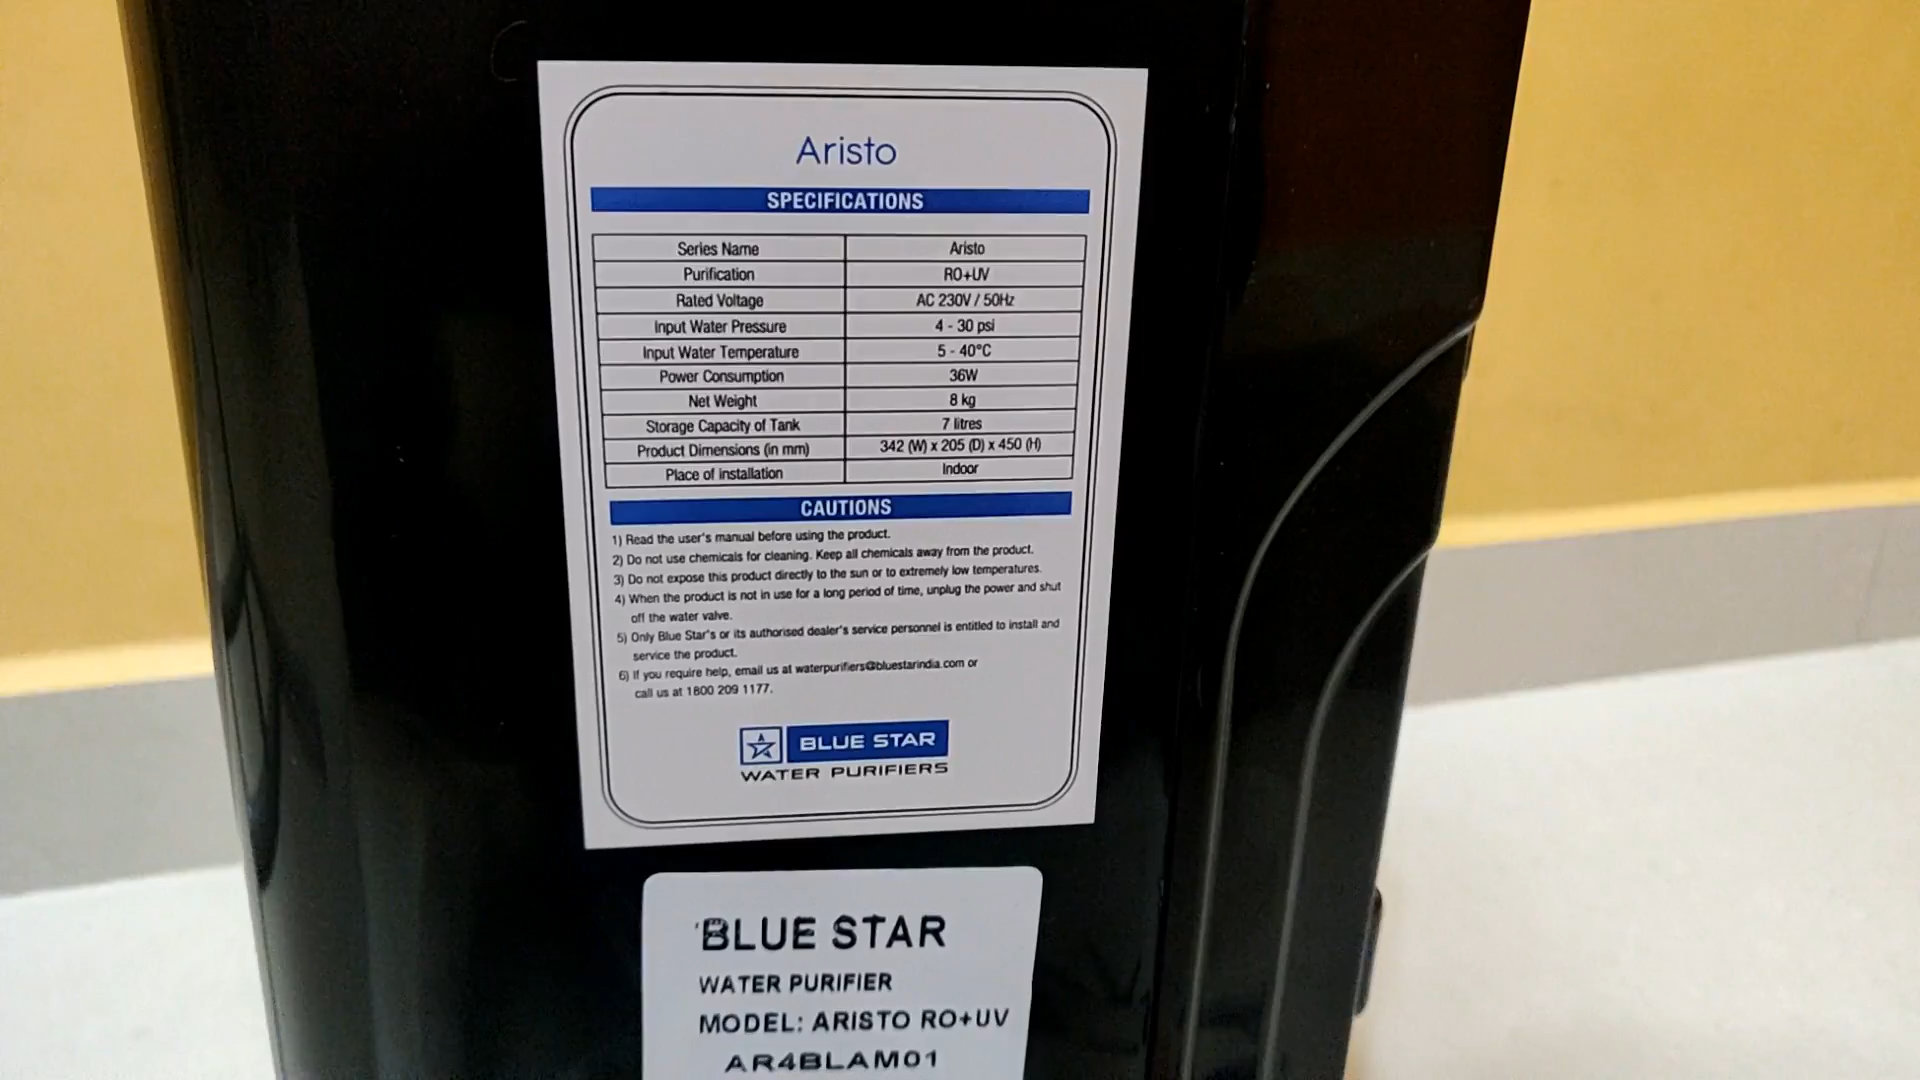 Aristo
SPECIFICATIONS
Series Name Aristo
Purification RO+UV
Rated Voltage AC 230V / 50Hz
Input Water Pressure 4 - 30 psi
Input Water Temperature 5 - 40°C
Power Consumption 36W
Net Weight 8 kg
Storage Capacity of Tank 7 litres
Product Dimensions (in mm) 342 (W) x 205 (D) x 450 (H)
Place of installation Indoor
CAUTIONS
1) Read the user's manual before using the product.
2) Do not use chemicals for cleaning. Keep all chemicals away from the product.
3) Do not expose this product directly to the sun or to extremely low temperatures.
4) When the product is not in use for a long period of time, unplug the power and shut
off the water valve.
5) Only Blue Star's or its authorised dealer's service personnel is entitled to install and
service the product.
6) If you require help, email us at waterpurifiers@bluestarindia.com or
call us at 1800 209 1177.
BLUE STAR
WATER PURIFIERS
BLUE STAR
WATER PURIFIER
MODEL: ARISTO RO+UV
AR4BLAM01